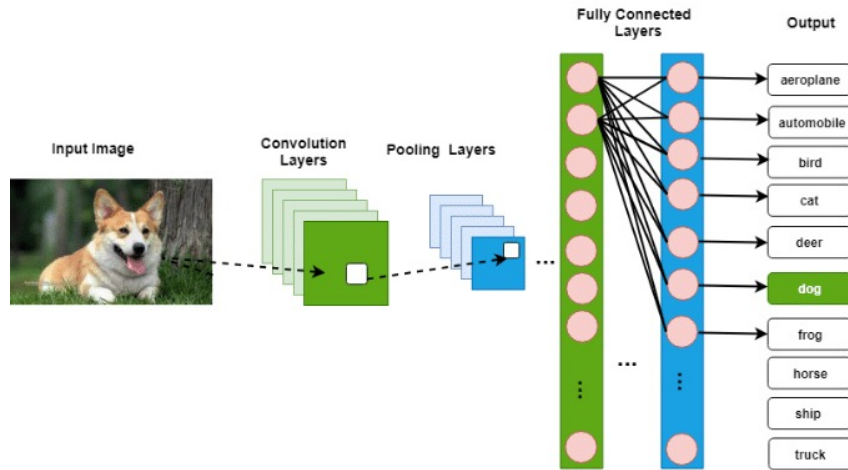 Fully Connected
Layers
Output
Input Image
Convolution
Layers
Pooling Layers
aeroplane
automobile
bird
cat
deer
dog
frog
horse
ship
truck
...
...
...
...